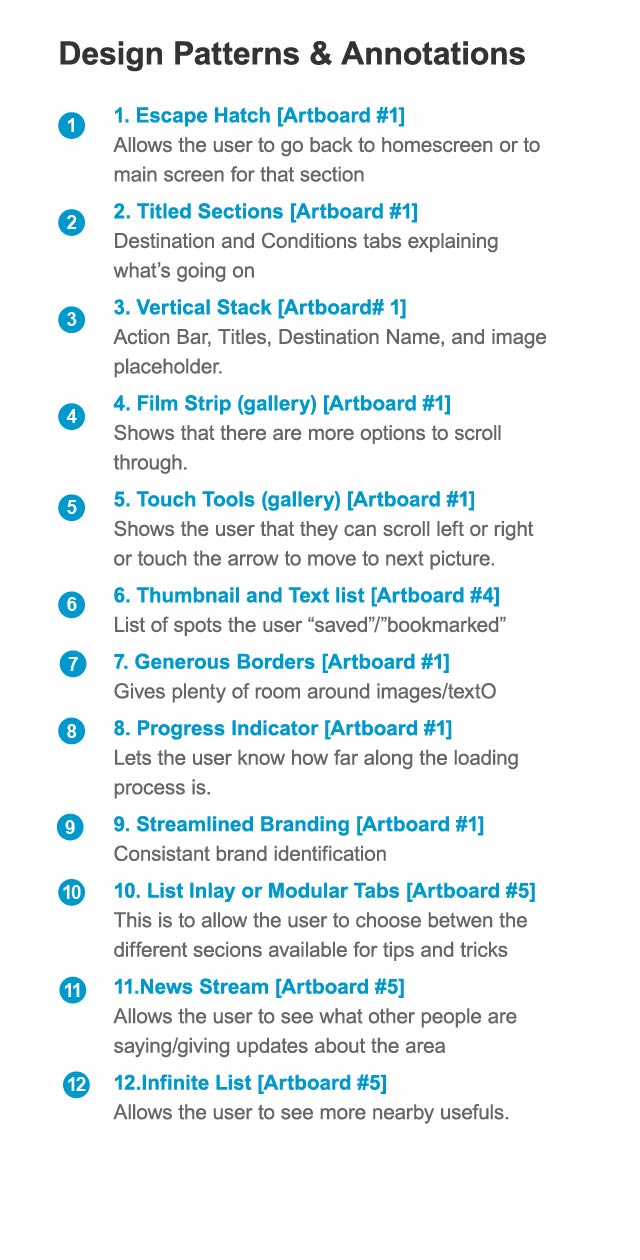 Design Patterns & Annotations
1
1. Escape Hatch [Artboard #1]
Allows the user to go back to homescreen or to
main screen for that section
2
2. Titled Sections [Artboard #1]
Destination and Conditions tabs explaining
what’s going on
3
3. Vertical Stack [Artboard# 1]
Action Bar, Titles, Destination Name, and image
placeholder.
4
4. Film Strip (gallery) [Artboard #1]
Shows that there are more options to scroll
through.
5
5. Touch Tools (gallery) [Artboard #1]
Shows the user that they can scroll left or right
or touch the arrow to move to next picture.
6
6. Thumbnail and Text list [Artboard #4]
List of spots the user “saved”/”bookmarked”
7
7. Generous Borders [Artboard #1]
Gives plenty of room around images/textO
8
8. Progress Indicator [Artboard #1]
Lets the user know how far along the loading
process is.
9
9. Streamlined Branding [Artboard #1]
Consistant brand identification
10
10. List Inlay or Modular Tabs [Artboard #5]
This is to allow the user to choose betwen the
different secions available for tips and tricks
11
11.News Stream [Artboard #5]
Allows the user to see what other people are
saying/giving updates about the area
12
12.Infinite List [Artboard #5]
Allows the user to see more nearby usefuls.